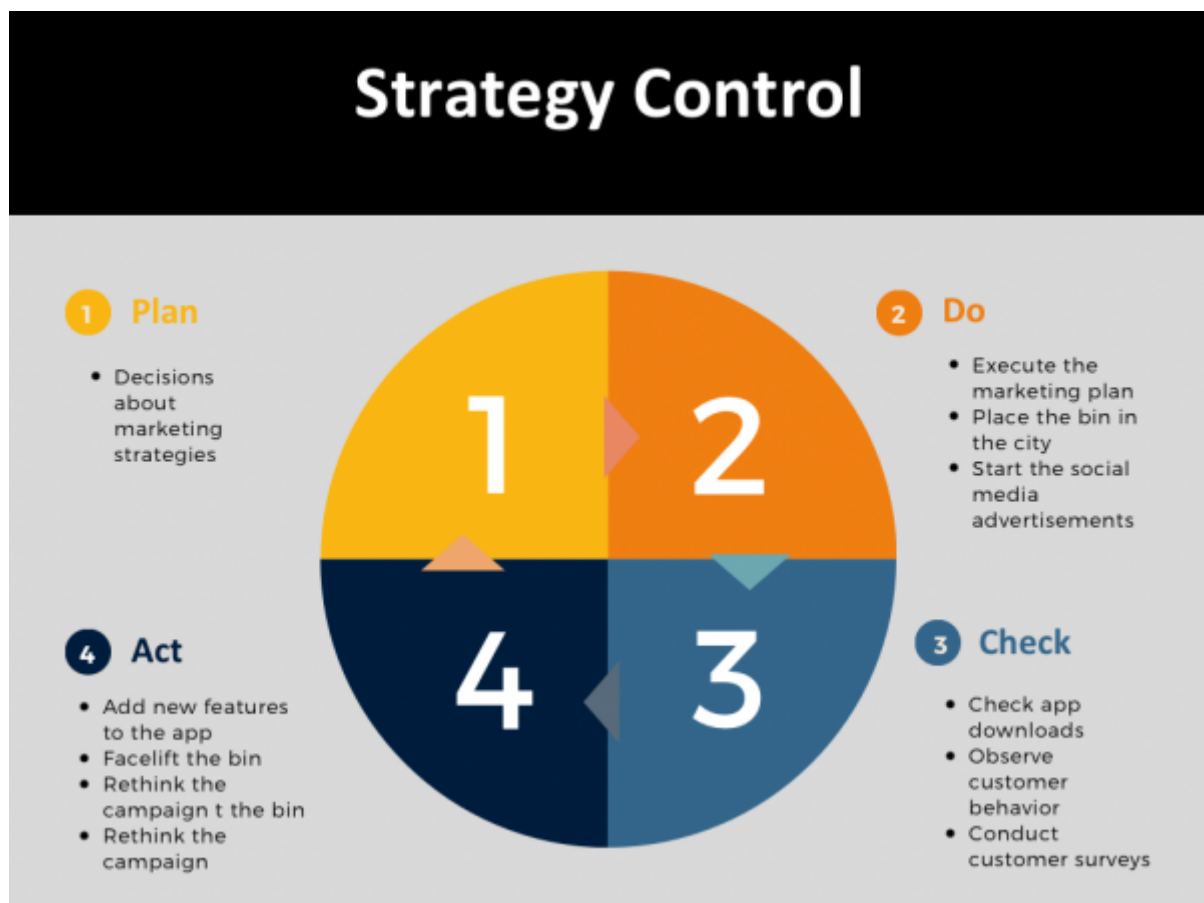 Strategy Control
1 Plan
• Decisions
about
marketing
strategies
2 Do
• Execute the
marketing plan
• Place the bin in
the city
• Start the social
media
advertisements
1
2
4
3
4 Act
• Add new features
to the app
• Facelift the bin
• Rethink the
campaign t the bin
• Rethink the
campaign
3 Check
• Check app
downloads
• Observe
customer
behavior
• Conduct
customer surveys